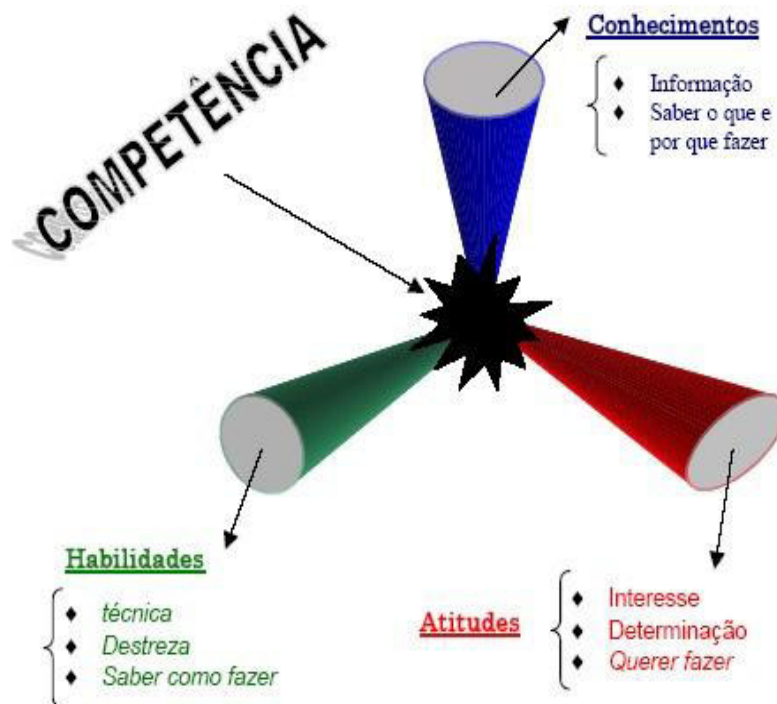 COMPETÊNCIA
Conhecimentos
♦ Informação
♦ Saber o que e
por que fazer
Habilidades
♦ técnica
♦ Destreza
♦ Saber como fazer
Atitudes
♦ Interesse
♦ Determinação
♦ Querer fazer